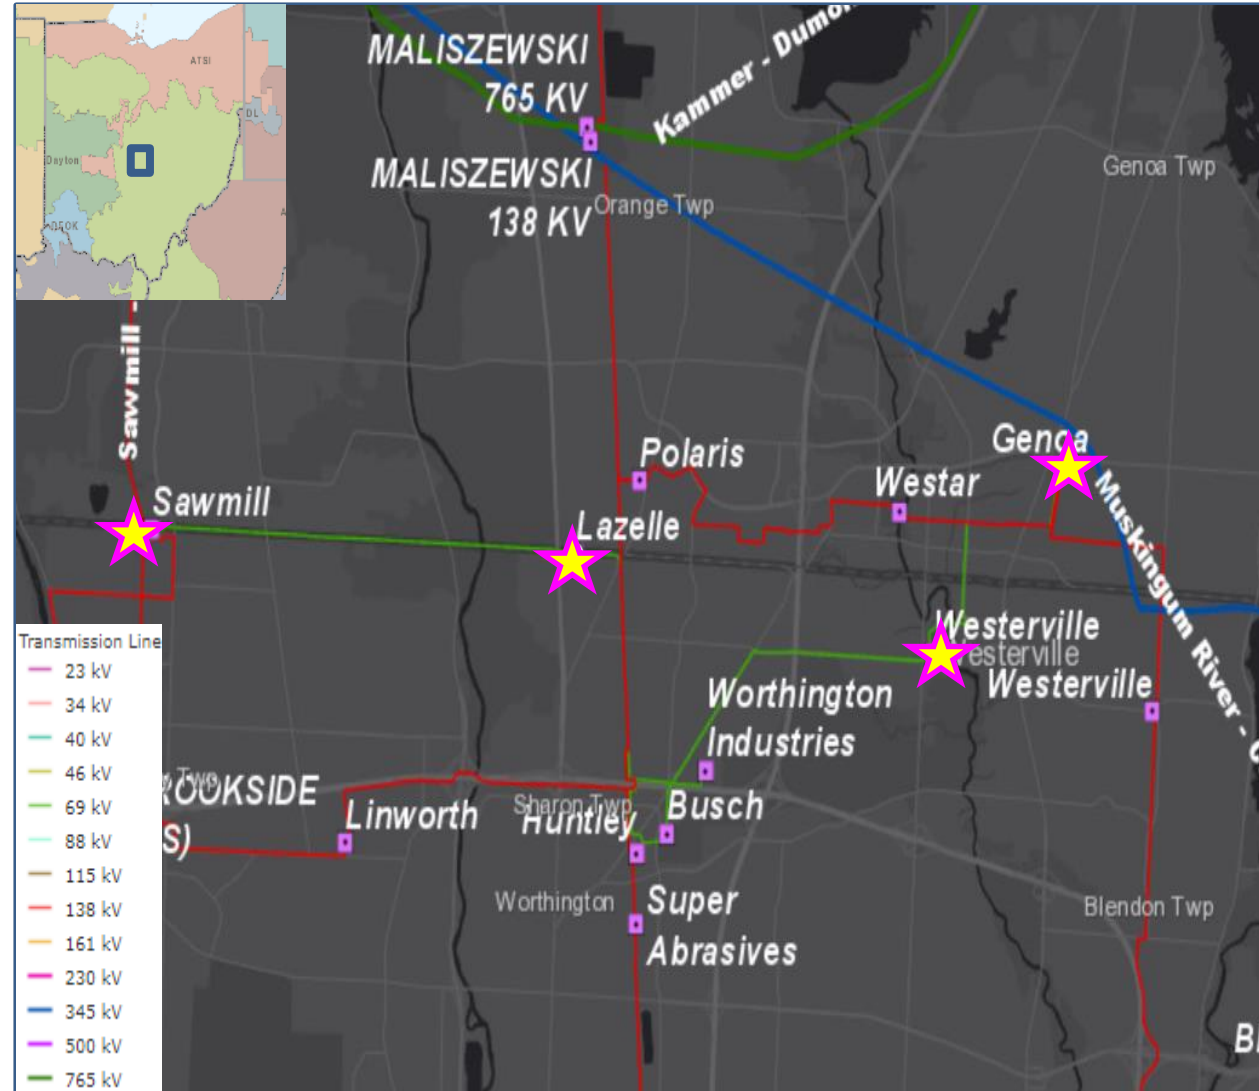 ATSI
DL
Dayton
DEOK
A
MALISZEWSKI
765 KV
Kammer - Dumon
MALISZEWSKI
138 KV
Orange Twp
Genoa Twp
Sawmill -
Sawmill
Polaris
Genoa
Westar
Lazelle
Muskingum River -
Westerville
Westerville
Westerville
Worthington
Industries
ROOKSIDE
S)
Twp
Linworth
Sharon Twp
Huntley
Busch
Worthington
Super
Abrasives
Blendon Twp
Transmission Line
23 kV
34 kV
40 kV
46 kV
69 kV
88 kV
115 kV
138 kV
161 kV
230 kV
345 kV
500 kV
765 kV